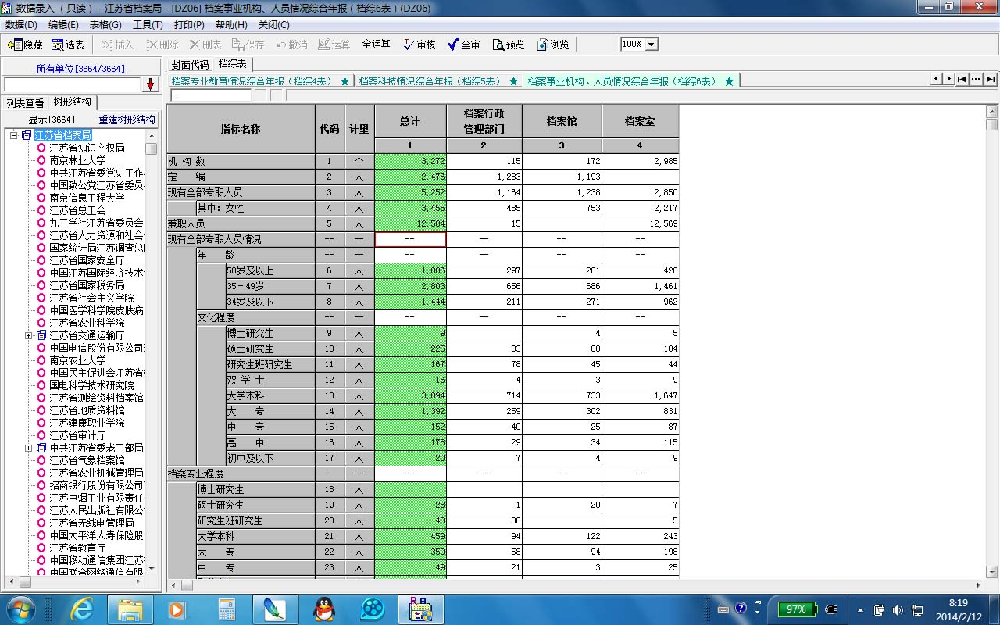 数据录入 （只读） - 江苏省档案局 - [DZ06] 档案事业机构、人员情况综合年报（档综6表）(DZ06)
数据(D) 编辑(E) 表格(G) 工具(T) 打印(P) 帮助(H) 关闭(C)
隐藏 选表 插入 删除 删表 保存 撤消 运算 全运算 审核 全审 预览 浏览 100%
所有单位[3664/3664]
列表查看 树形结构
显示[3664] 重建树形结构
江苏省档案局
江苏省知识产权局
南京林业大学
中共江苏省委党史工作
中国致公党江苏省委员
南京信息工程大学
江苏省总工会
九三学社江苏省委员会
江苏省人力资源和社会
国家统计局江苏调查总
江苏省国家安全厅
中国江苏国际经济技术
江苏省国家税务局
江苏省社会主义学院
中国医学科学院皮肤病
江苏省农业科学院
江苏省交通运输厅
中国电信股份有限公司
南京农业大学
中国民主促进会江苏省
国电科学技术研究院
江苏省测绘资料档案馆
江苏省地质资料馆
江苏建康职业学院
江苏省审计厅
中共江苏省委老干部局
江苏省气象档案馆
江苏省农业机械管理局
招商银行股份有限公司
江苏中烟工业有限责任
江苏人民出版社有限公
江苏省无线电管理局
中国太平洋人寿保险股
江苏省教育厅
中国移动通信集团江苏
中国联合网络通信有限
封面代码 档综表
档案专业教育情况综合年报（档综4表） ★ 档案科技情况综合年报（档综5表） ★ 档案事业机构、人员情况综合年报（档综6表） ★
--
指标名称 代码 计量 总计 档案行政管理部门 档案馆 档案室
1 2 3 4
机 构 数 1 个 3,272 115 172 2,985
定 编 2 人 2,476 1,283 1,193
现有全部专职人员 3 人 5,252 1,164 1,238 2,850
其中：女性 4 人 3,455 485 753 2,217
兼职人员 5 人 12,584 15 12,569
现有全部专职人员情况 -- -- -- -- -- --
年 龄 -- -- -- -- -- --
50岁及以上 6 人 1,006 297 281 428
35－49岁 7 人 2,803 656 686 1,461
34岁及以下 8 人 1,444 211 271 962
文化程度 -- -- -- -- -- --
博士研究生 9 人 9 4 5
硕士研究生 10 人 225 33 88 104
研究生班研究生 11 人 167 78 45 44
双 学 士 12 人 16 4 3 9
大学本科 13 人 3,094 714 733 1,647
大 专 14 人 1,392 259 302 831
中 专 15 人 152 40 25 87
高 中 16 人 178 29 34 115
初中及以下 17 人 20 7 4 9
档案专业程度 - -- -- -- -- --
博士研究生 18 人
硕士研究生 19 人 28 1 20 7
研究生班研究生 20 人 43 38 5
大学本科 21 人 459 94 122 243
大 专 22 人 350 58 94 198
中 专 23 人 49 21 3 25
97%
8:19
2014/2/12